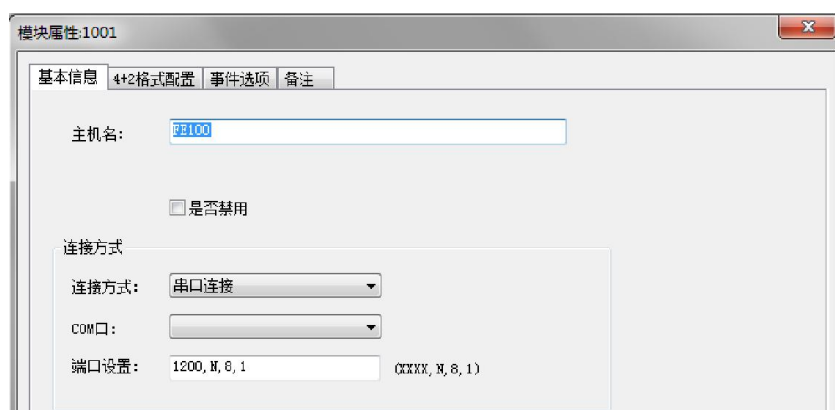 模块属性:1001
基本信息 4+2格式配置 事件选项 备注
主机名: FE100
是否禁用
连接方式
连接方式: 串口连接
COM口:
端口设置: 1200,N,8,1 (XXXX,N,8,1)